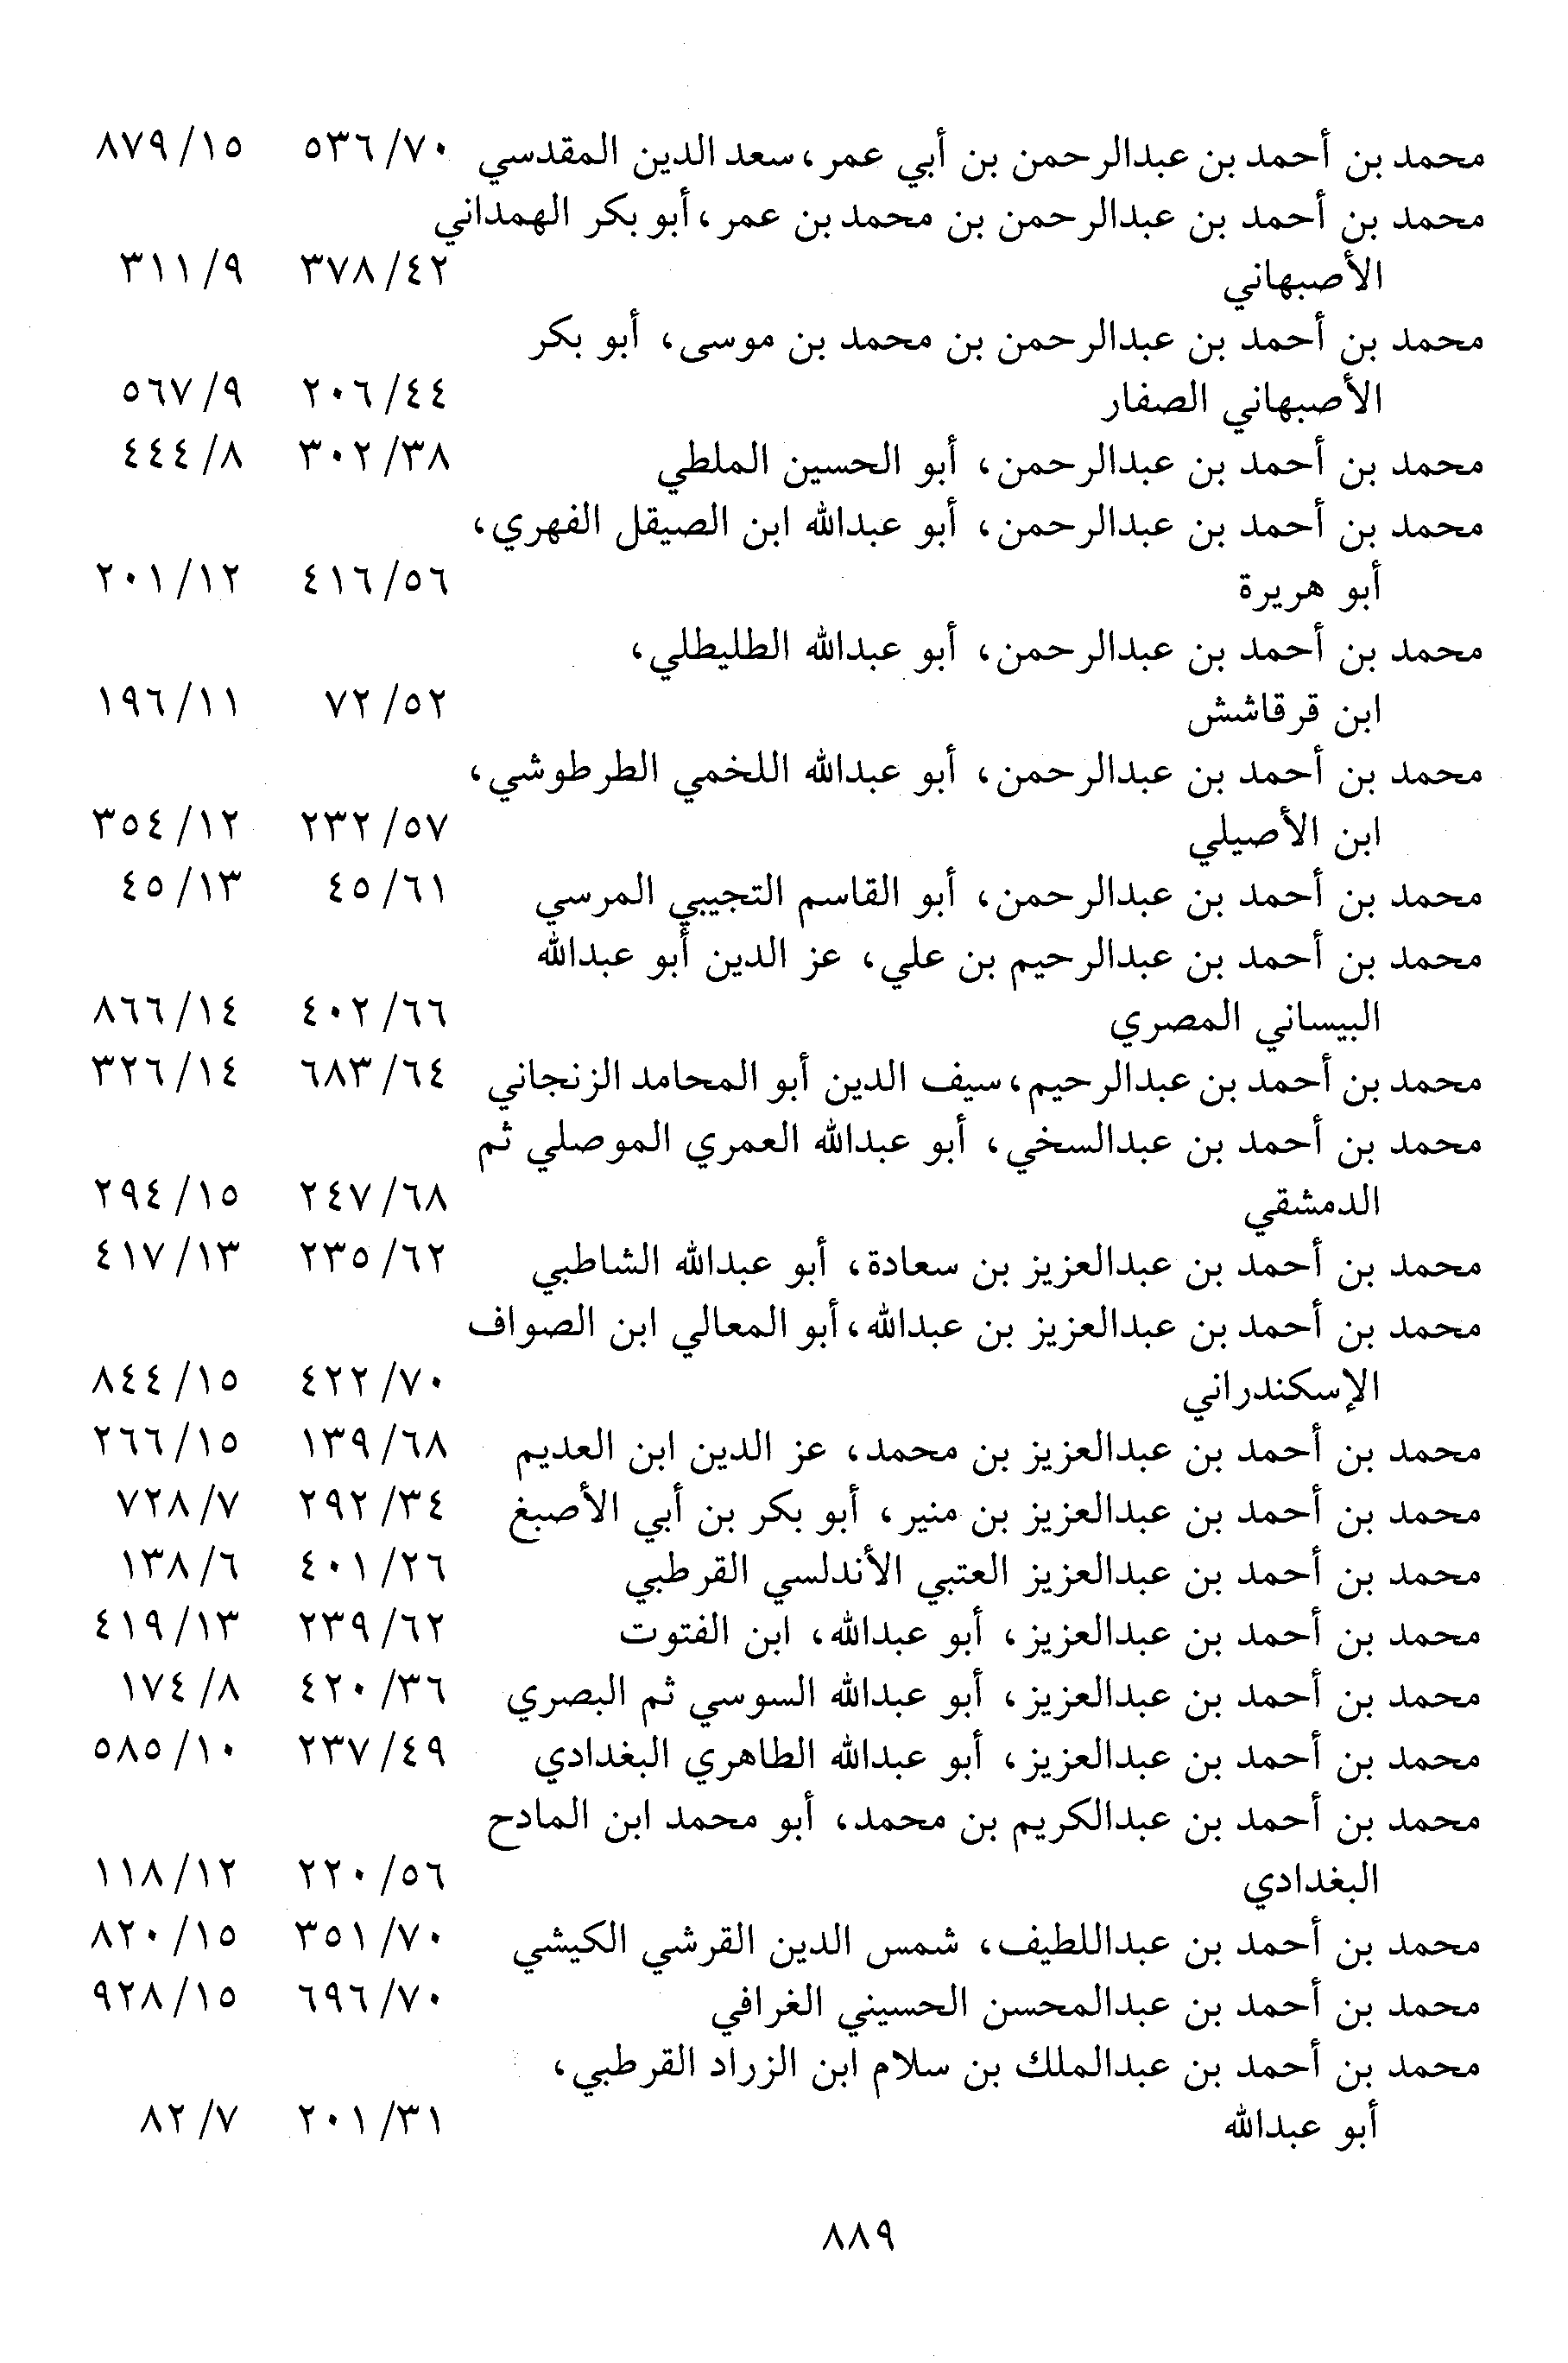 محمد بن أحمد بن عبدالرحمن بن أبي عمر، سعد الدين المقدسي ٥٣٦/٧٠ ٨٧٩/١٥
محمد بن أحمد بن عبدالرحمن بن محمد بن عمر، أبو بكر الهمداني
الأصبهاني ٣٧٨/٤٢ ٣١١/٩
محمد بن أحمد بن عبدالرحمن بن محمد بن موسى، أبو بكر
الأصبهاني الصفار ٢٠٦/٤٤ ٥٦٧/٩
محمد بن أحمد بن عبدالرحمن، أبو الحسين الملطي ٣٠٢/٣٨ ٤٤٤/٨
محمد بن أحمد بن عبدالرحمن، أبو عبدالله ابن الصيقل الفهري،
أبو هريرة ٤١٦/٥٦ ٢٠١/١٢
محمد بن أحمد بن عبدالرحمن، أبو عبدالله الطليطلي،
ابن قرقاشش ٧٢/٥٢ ١٩٦/١١
محمد بن أحمد بن عبدالرحمن، أبو عبدالله اللخمي الطرطوشي،
ابن الأصيلي ٢٣٢/٥٧ ٣٥٤/١٢
محمد بن أحمد بن عبدالرحمن، أبو القاسم التجيبي المرسي ٤٥/٦١ ٤٥/١٣
محمد بن أحمد بن عبدالرحيم بن علي، عز الدين أبو عبدالله
البيساني المصري ٤٠٢/٦٦ ٨٦٦/١٤
محمد بن أحمد بن عبدالرحيم، سيف الدين أبو المحامد الزنجاني ٦٨٣/٦٤ ٣٢٦/١٤
محمد بن أحمد بن عبدالسخي، أبو عبدالله العمري الموصلي ثم
الدمشقي ٢٤٧/٦٨ ٢٩٤/١٥
محمد بن أحمد بن عبدالعزيز بن سعادة، أبو عبدالله الشاطبي ٢٣٥/٦٢ ٤١٧/١٣
محمد بن أحمد بن عبدالعزيز بن عبدالله، أبو المعالي ابن الصواف
الإسكندراني ٤٢٢/٧٠ ٨٤٤/١٥
محمد بن أحمد بن عبدالعزيز بن محمد، عز الدين ابن العديم ١٣٩/٦٨ ٢٦٦/١٥
محمد بن أحمد بن عبدالعزيز بن منير، أبو بكر بن أبي الأصبغ ٢٩٢/٣٤ ٧٢٨/٧
محمد بن أحمد بن عبدالعزيز العتبي الأندلسي القرطبي ٤٠١/٢٦ ١٣٨/٦
محمد بن أحمد بن عبدالعزيز، أبو عبدالله، ابن الفتوت ٢٣٩/٦٢ ٤١٩/١٣
محمد بن أحمد بن عبدالعزيز، أبو عبدالله السوسي ثم البصري ٤٢٠/٣٦ ١٧٤/٨
محمد بن أحمد بن عبدالعزيز، أبو عبدالله الطاهري البغدادي ٢٣٧/٤٩ ٥٨٥/١٠
محمد بن أحمد بن عبدالكريم بن محمد، أبو محمد ابن المادح
البغدادي ٢٢٠/٥٦ ١١٨/١٢
محمد بن أحمد بن عبداللطيف، شمس الدين القرشي الكيشي ٣٥١/٧٠ ٨٢٠/١٥
محمد بن أحمد بن عبدالمحسن الحسيني الغرافي ٦٩٦/٧٠ ٩٢٨/١٥
محمد بن أحمد بن عبدالملك بن سلام ابن الزراد القرطبي،
أبو عبدالله ٢٠١/٣١ ٨٢/٧
٨٨٩